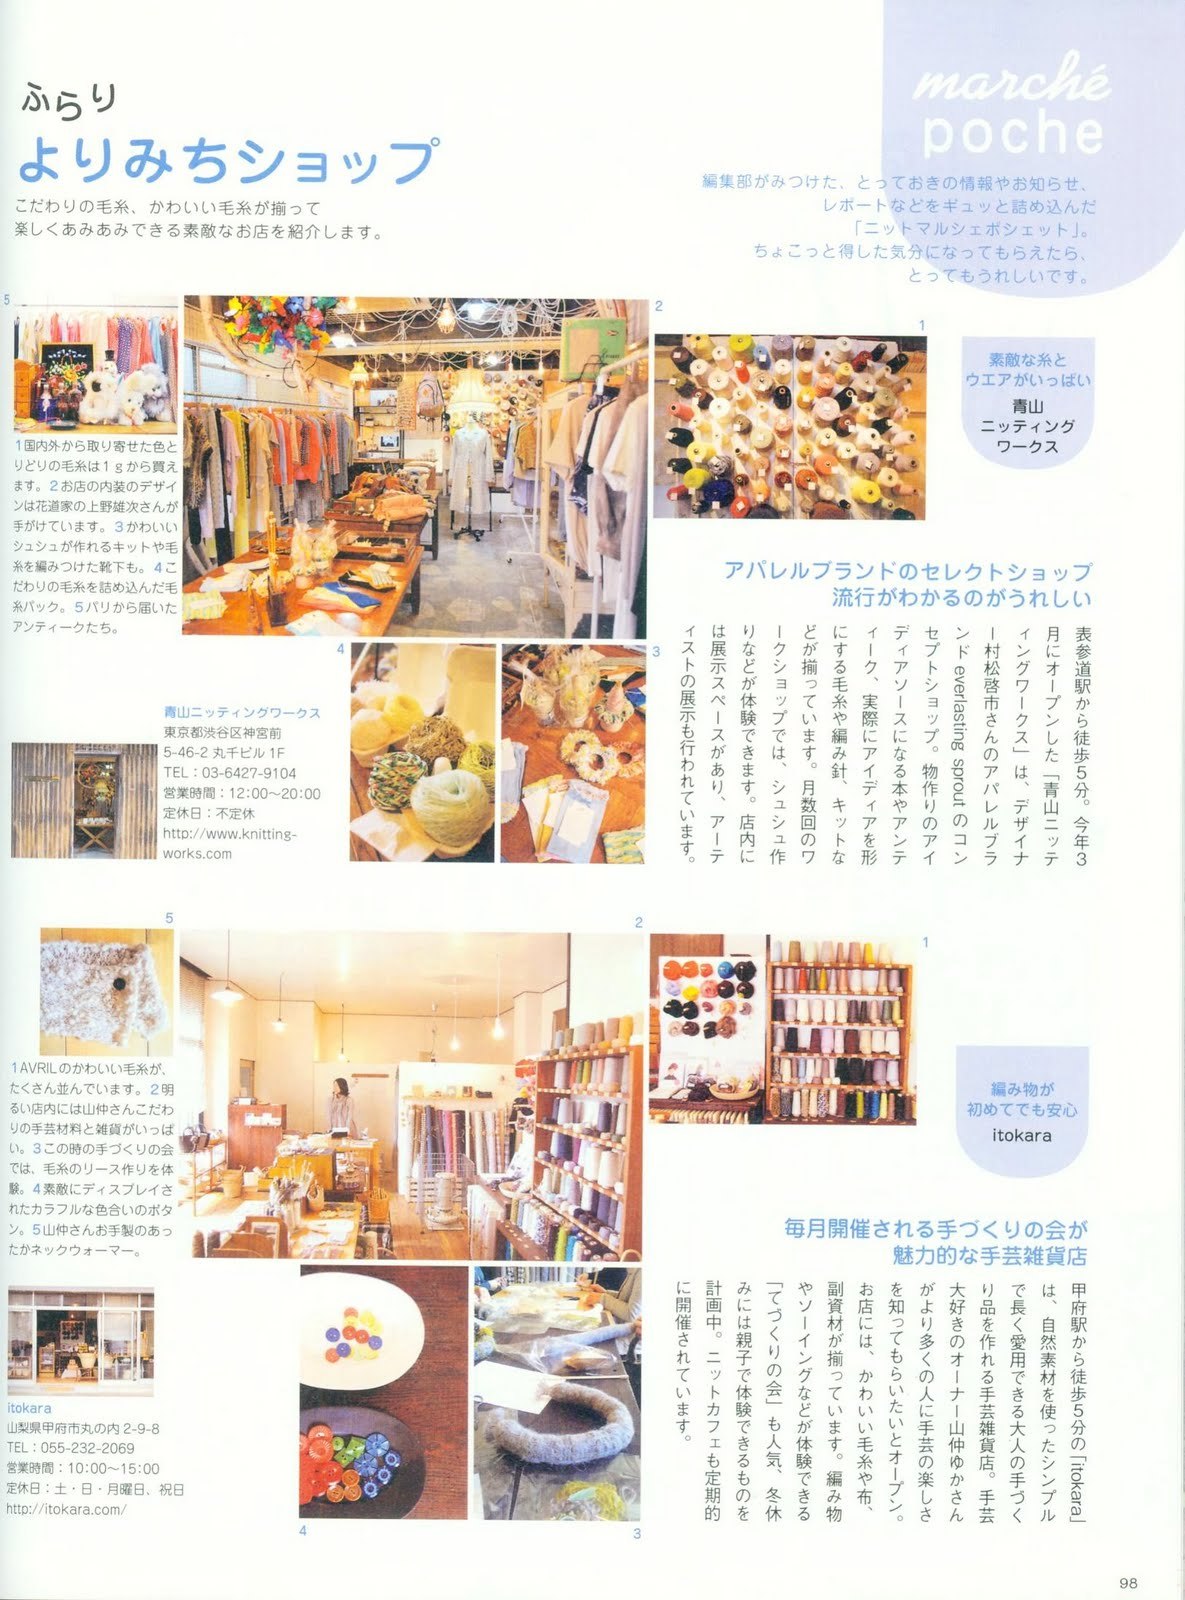 marché
poche
編集部がみつけた、とっておきの情報やお知らせ、
レポートなどをギュッと詰め込んだ
「ニットマルシェポシェット」。
ちょこっと得した気分になってもらえたら、
とってもうれしいです。
ふらり
よりみちショップ
こだわりの毛糸、かわいい毛糸が揃って
楽しくあみあみできる素敵なお店を紹介します。
素敵な糸と
ウエアがいっぱい
青山
ニッティング
ワークス
1
2
3
4
5
アパレルブランドのセレクトショップ
流行がわかるのがうれしい
表参道駅から徒歩5分。今年3
月にオープンした「青山ニッテ
ィングワークス」は、デザイナ
ー村松啓市さんのアパレルブラ
ンド everlasting sprout のコン
セプトショップ。物作りのアイ
ディアソースになる本やアンテ
ィーク、実際にアイディアを形
にする毛糸や編み針、キットな
どが揃っています。月数回のワ
ークショップでは、シュシュ作
りなどが体験できます。店内に
は展示スペースがあり、アーテ
ィストの展示も行われています。
1国内外から取り寄せた色と
りどりの毛糸は1gから買え
ます。2お店の内装のデザイ
ンは花道家の上野雄次さんが
手がけています。3かわいい
シュシュが作れるキットや毛
糸を編みつけた靴下も。4こ
だわりの毛糸を詰め込んだ毛
糸パック。5パリから届いた
アンティークたち。
青山ニッティングワークス
東京都渋谷区神宮前
5-46-2 丸千ビル 1F
TEL：03-6427-9104
営業時間：12:00〜20:00
定休日：不定休
http://www.knitting-
works.com
編み物が
初めてでも安心
itokara
1
2
3
4
5
毎月開催される手づくりの会が
魅力的な手芸雑貨店
甲府駅から徒歩5分の「itokara」
は、自然素材を使ったシンプル
で長く愛用できる大人の手づく
り品を作れる手芸雑貨店。手芸
大好きのオーナー山仲ゆかさん
がより多くの人に手芸の楽しさ
を知ってもらいたいとオープン。
お店には、かわいい毛糸や布、
副資材が揃っています。編み物
やソーイングなどが体験できる
「てづくりの会」も人気、冬休
みには親子で体験できるものを
計画中。ニットカフェも定期的
に開催されています。
1AVRILのかわいい毛糸が、
たくさん並んでいます。2明
るい店内には山仲さんこだわ
りの手芸材料と雑貨がいっぱ
い。3この時の手づくりの会
では、毛糸のリース作りを体
験。4素敵にディスプレイさ
れたカラフルな色合いのボタ
ン。5山仲さんお手製のあっ
たかネックウォーマー。
itokara
山梨県甲府市丸の内 2-9-8
TEL：055-232-2069
営業時間：10:00〜15:00
定休日：土・日・月曜日、祝日
http://itokara.com/
98